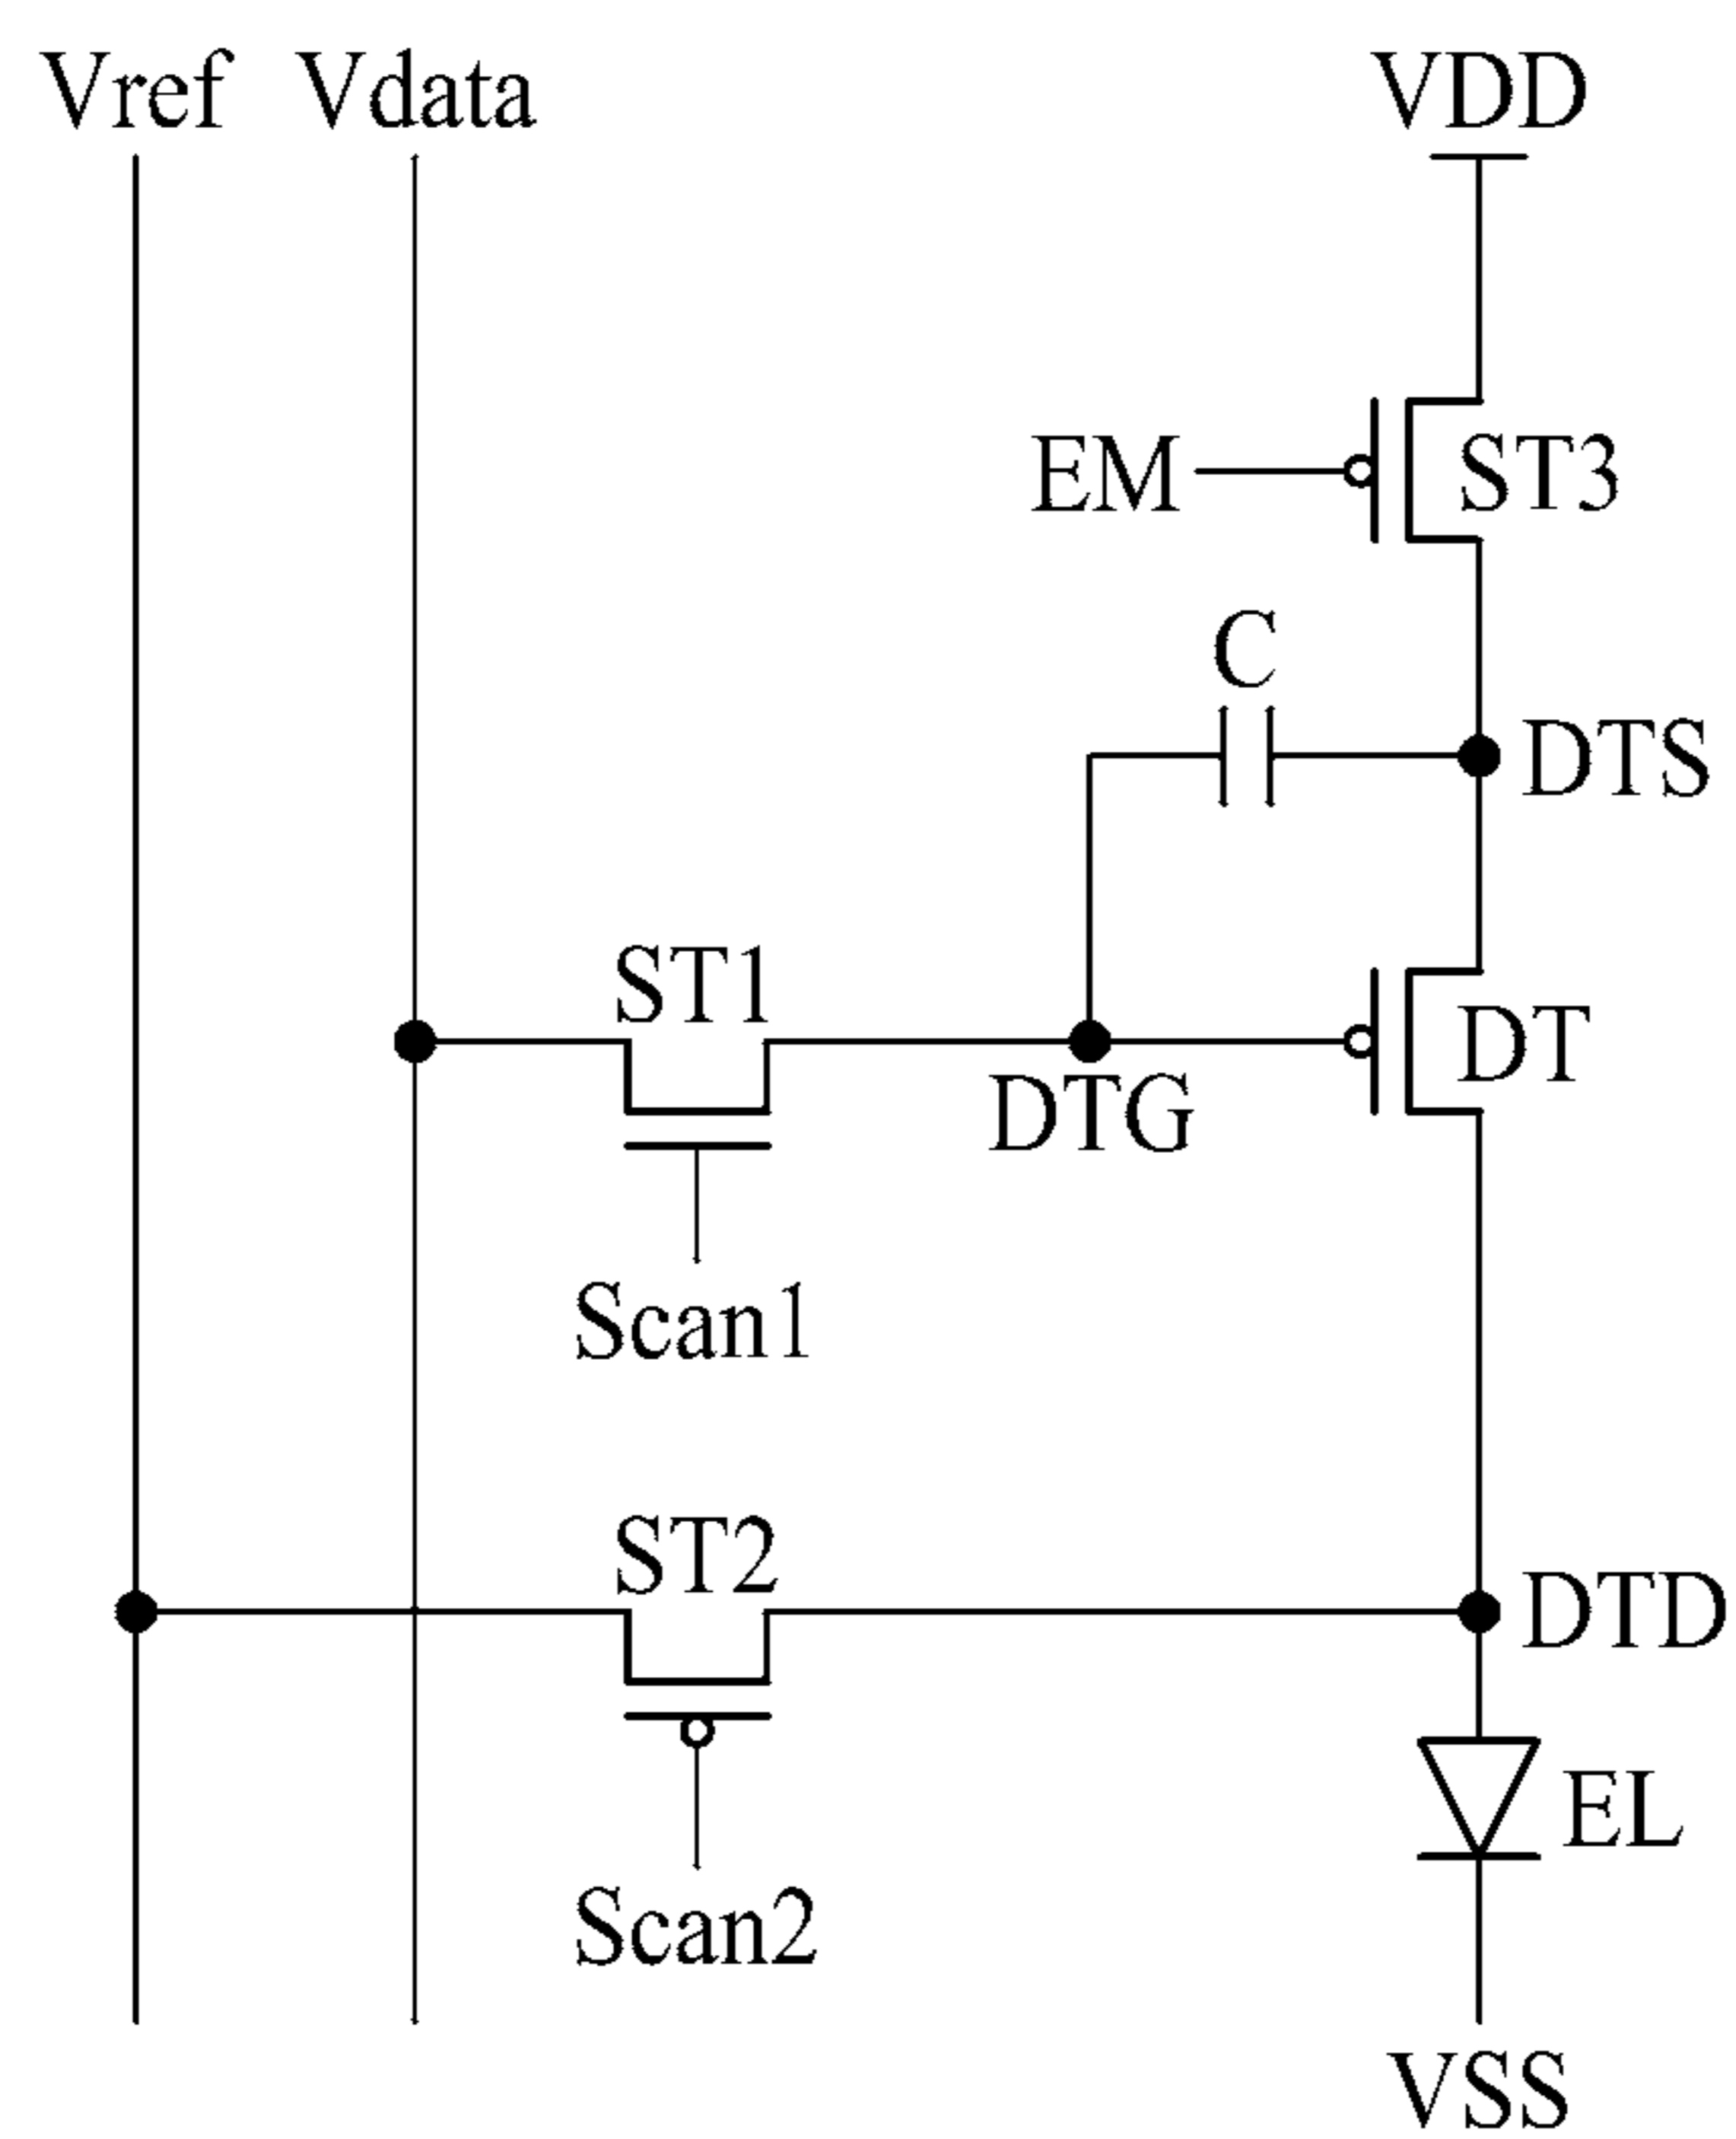 Vref Vdata VDD
EM ST3
C
DTS
ST1
DT
DTG
Scan1
ST2
DTD
EL
Scan2
VSS